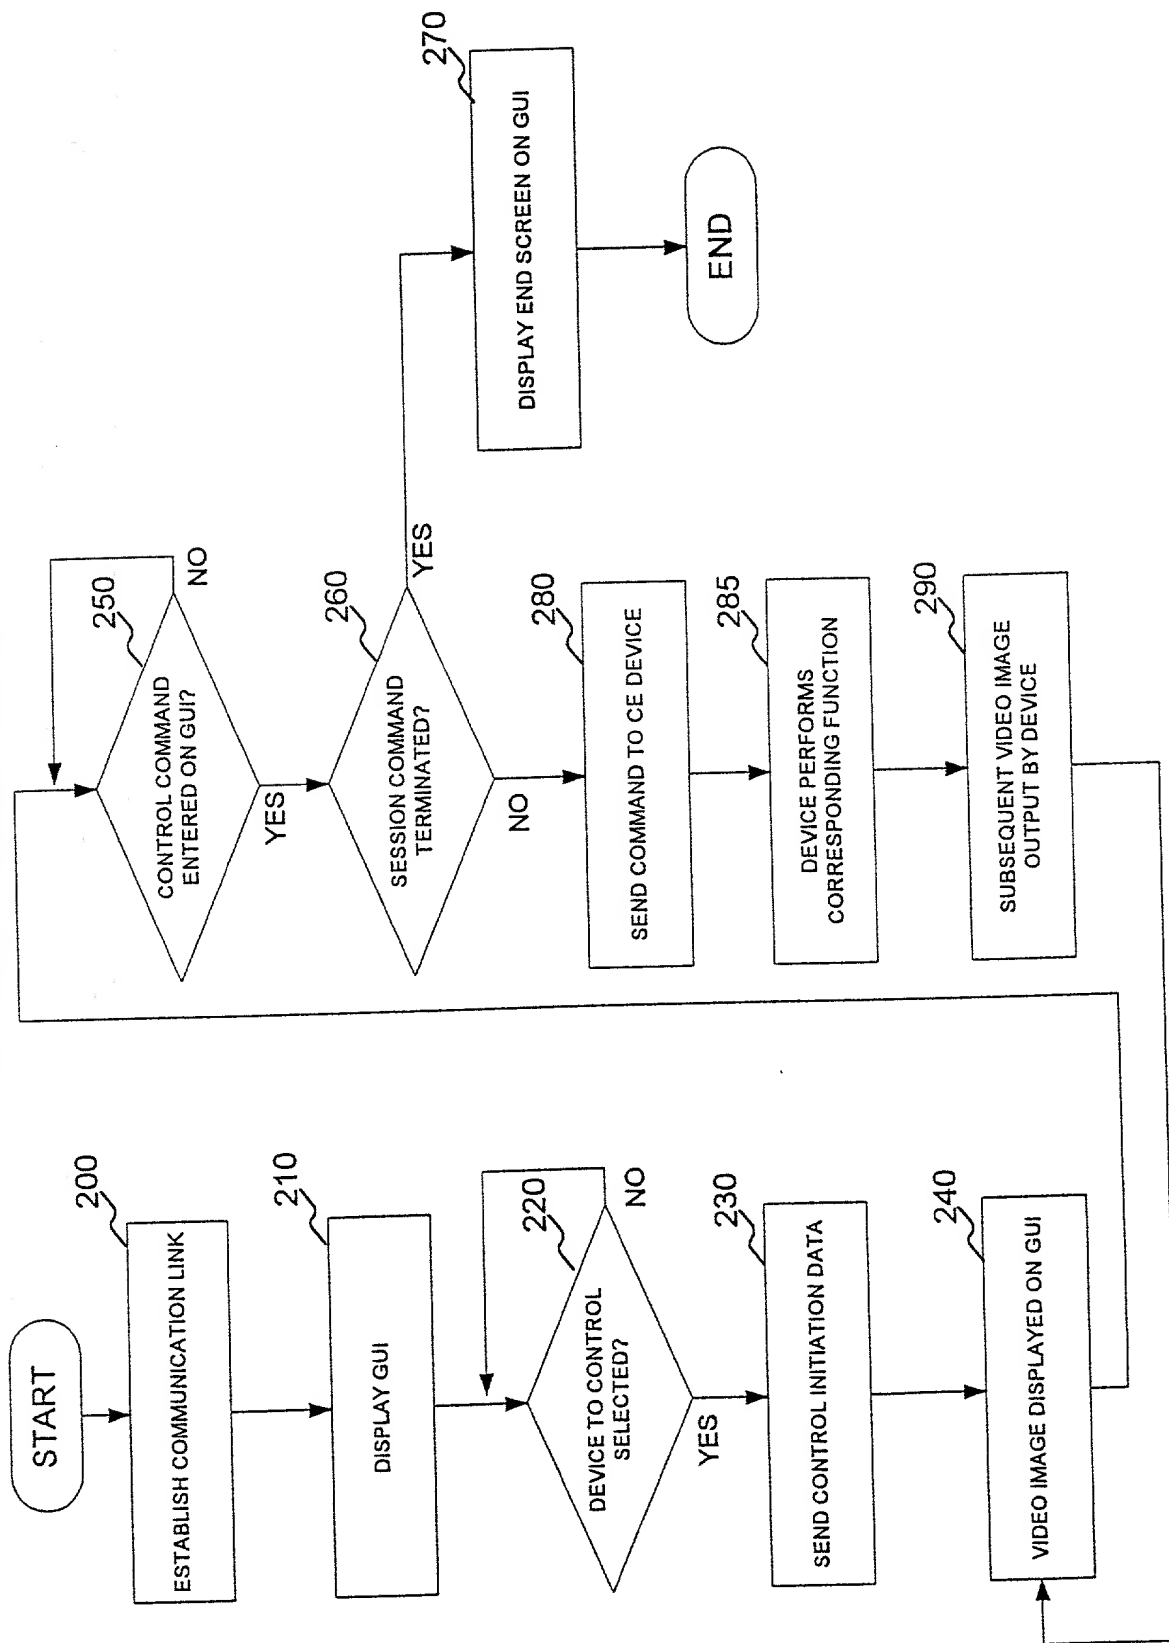 START
200
ESTABLISH COMMUNICATION LINK
210
DISPLAY GUI
220
DEVICE TO CONTROL
SELECTED?
NO
YES
230
SEND CONTROL INITIATION DATA
240
VIDEO IMAGE DISPLAYED ON GUI
250
CONTROL COMMAND
ENTERED ON GUI?
NO
YES
260
SESSION COMMAND
TERMINATED?
YES
NO
270
DISPLAY END SCREEN ON GUI
END
280
SEND COMMAND TO CE DEVICE
285
DEVICE PERFORMS
CORRESPONDING FUNCTION
290
SUBSEQUENT VIDEO IMAGE
OUTPUT BY DEVICE